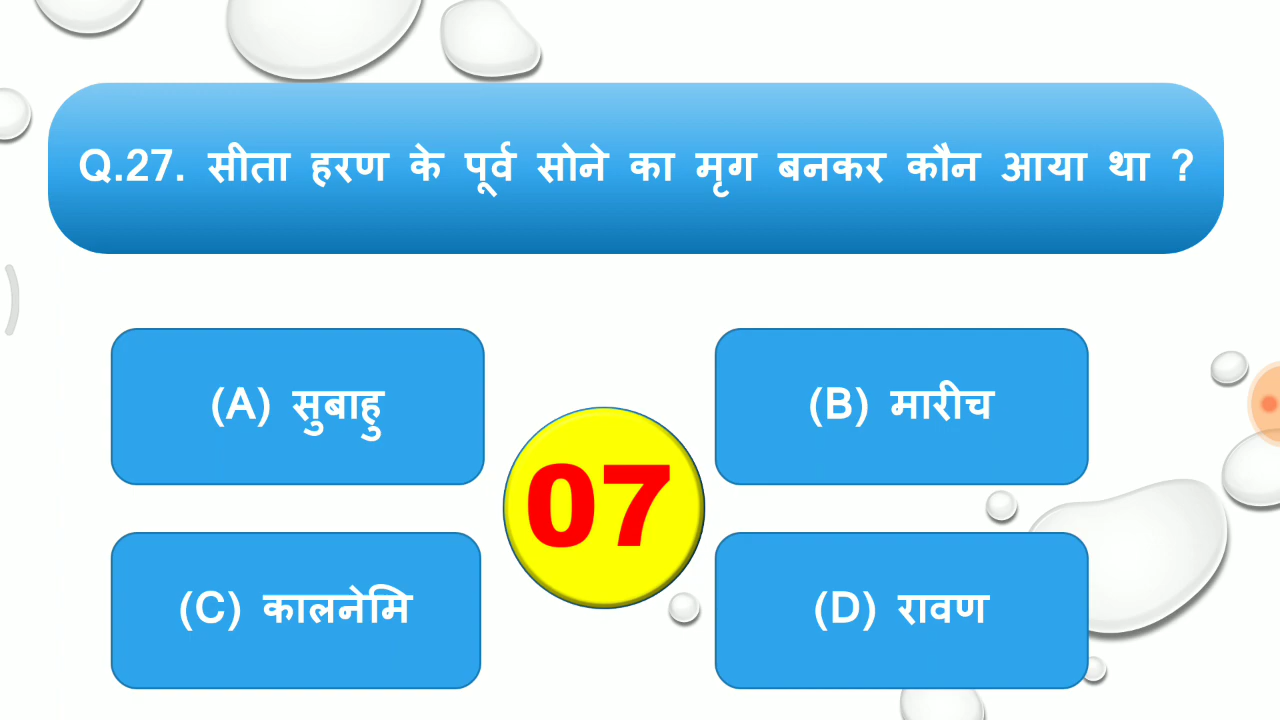 Q.27. सीता हरण के पूर्व सोने का मृग बनकर कौन आया था ?
(A) सुबाहु
(B) मारीच
07
(C) कालनेमि
(D) रावण